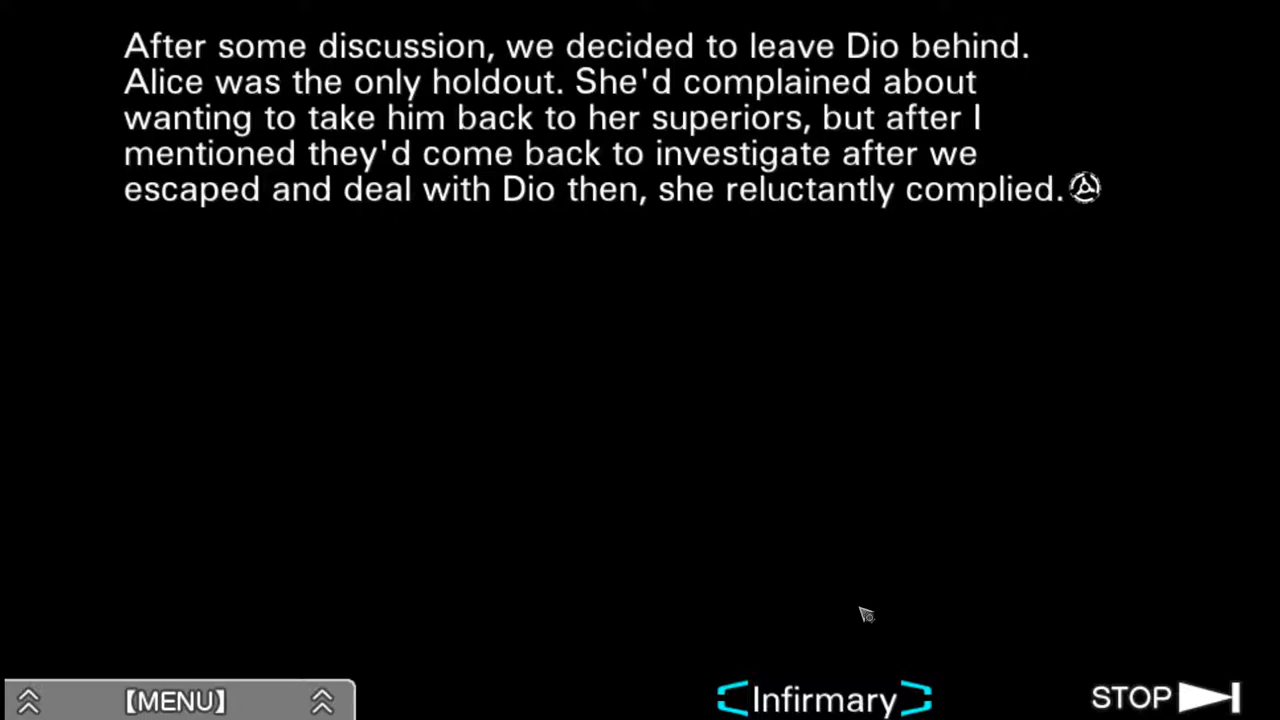 After some discussion, we decided to leave Dio behind.
Alice was the only holdout. She'd complained about
wanting to take him back to her superiors, but after I
mentioned they'd come back to investigate after we
escaped and deal with Dio then, she reluctantly complied.
【MENU】
Infirmary
STOP